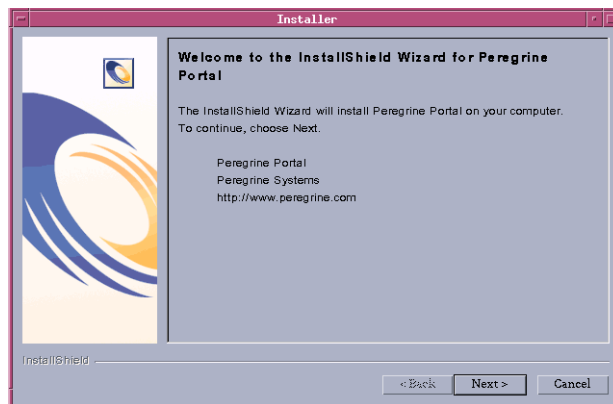 Installer
Welcome to the InstallShield Wizard for Peregrine
Portal
The InstallShield Wizard will install Peregrine Portal on your computer.
To continue, choose Next.
Peregrine Portal
Peregrine Systems
http://www.peregrine.com
InstallShield
< Back Next > Cancel